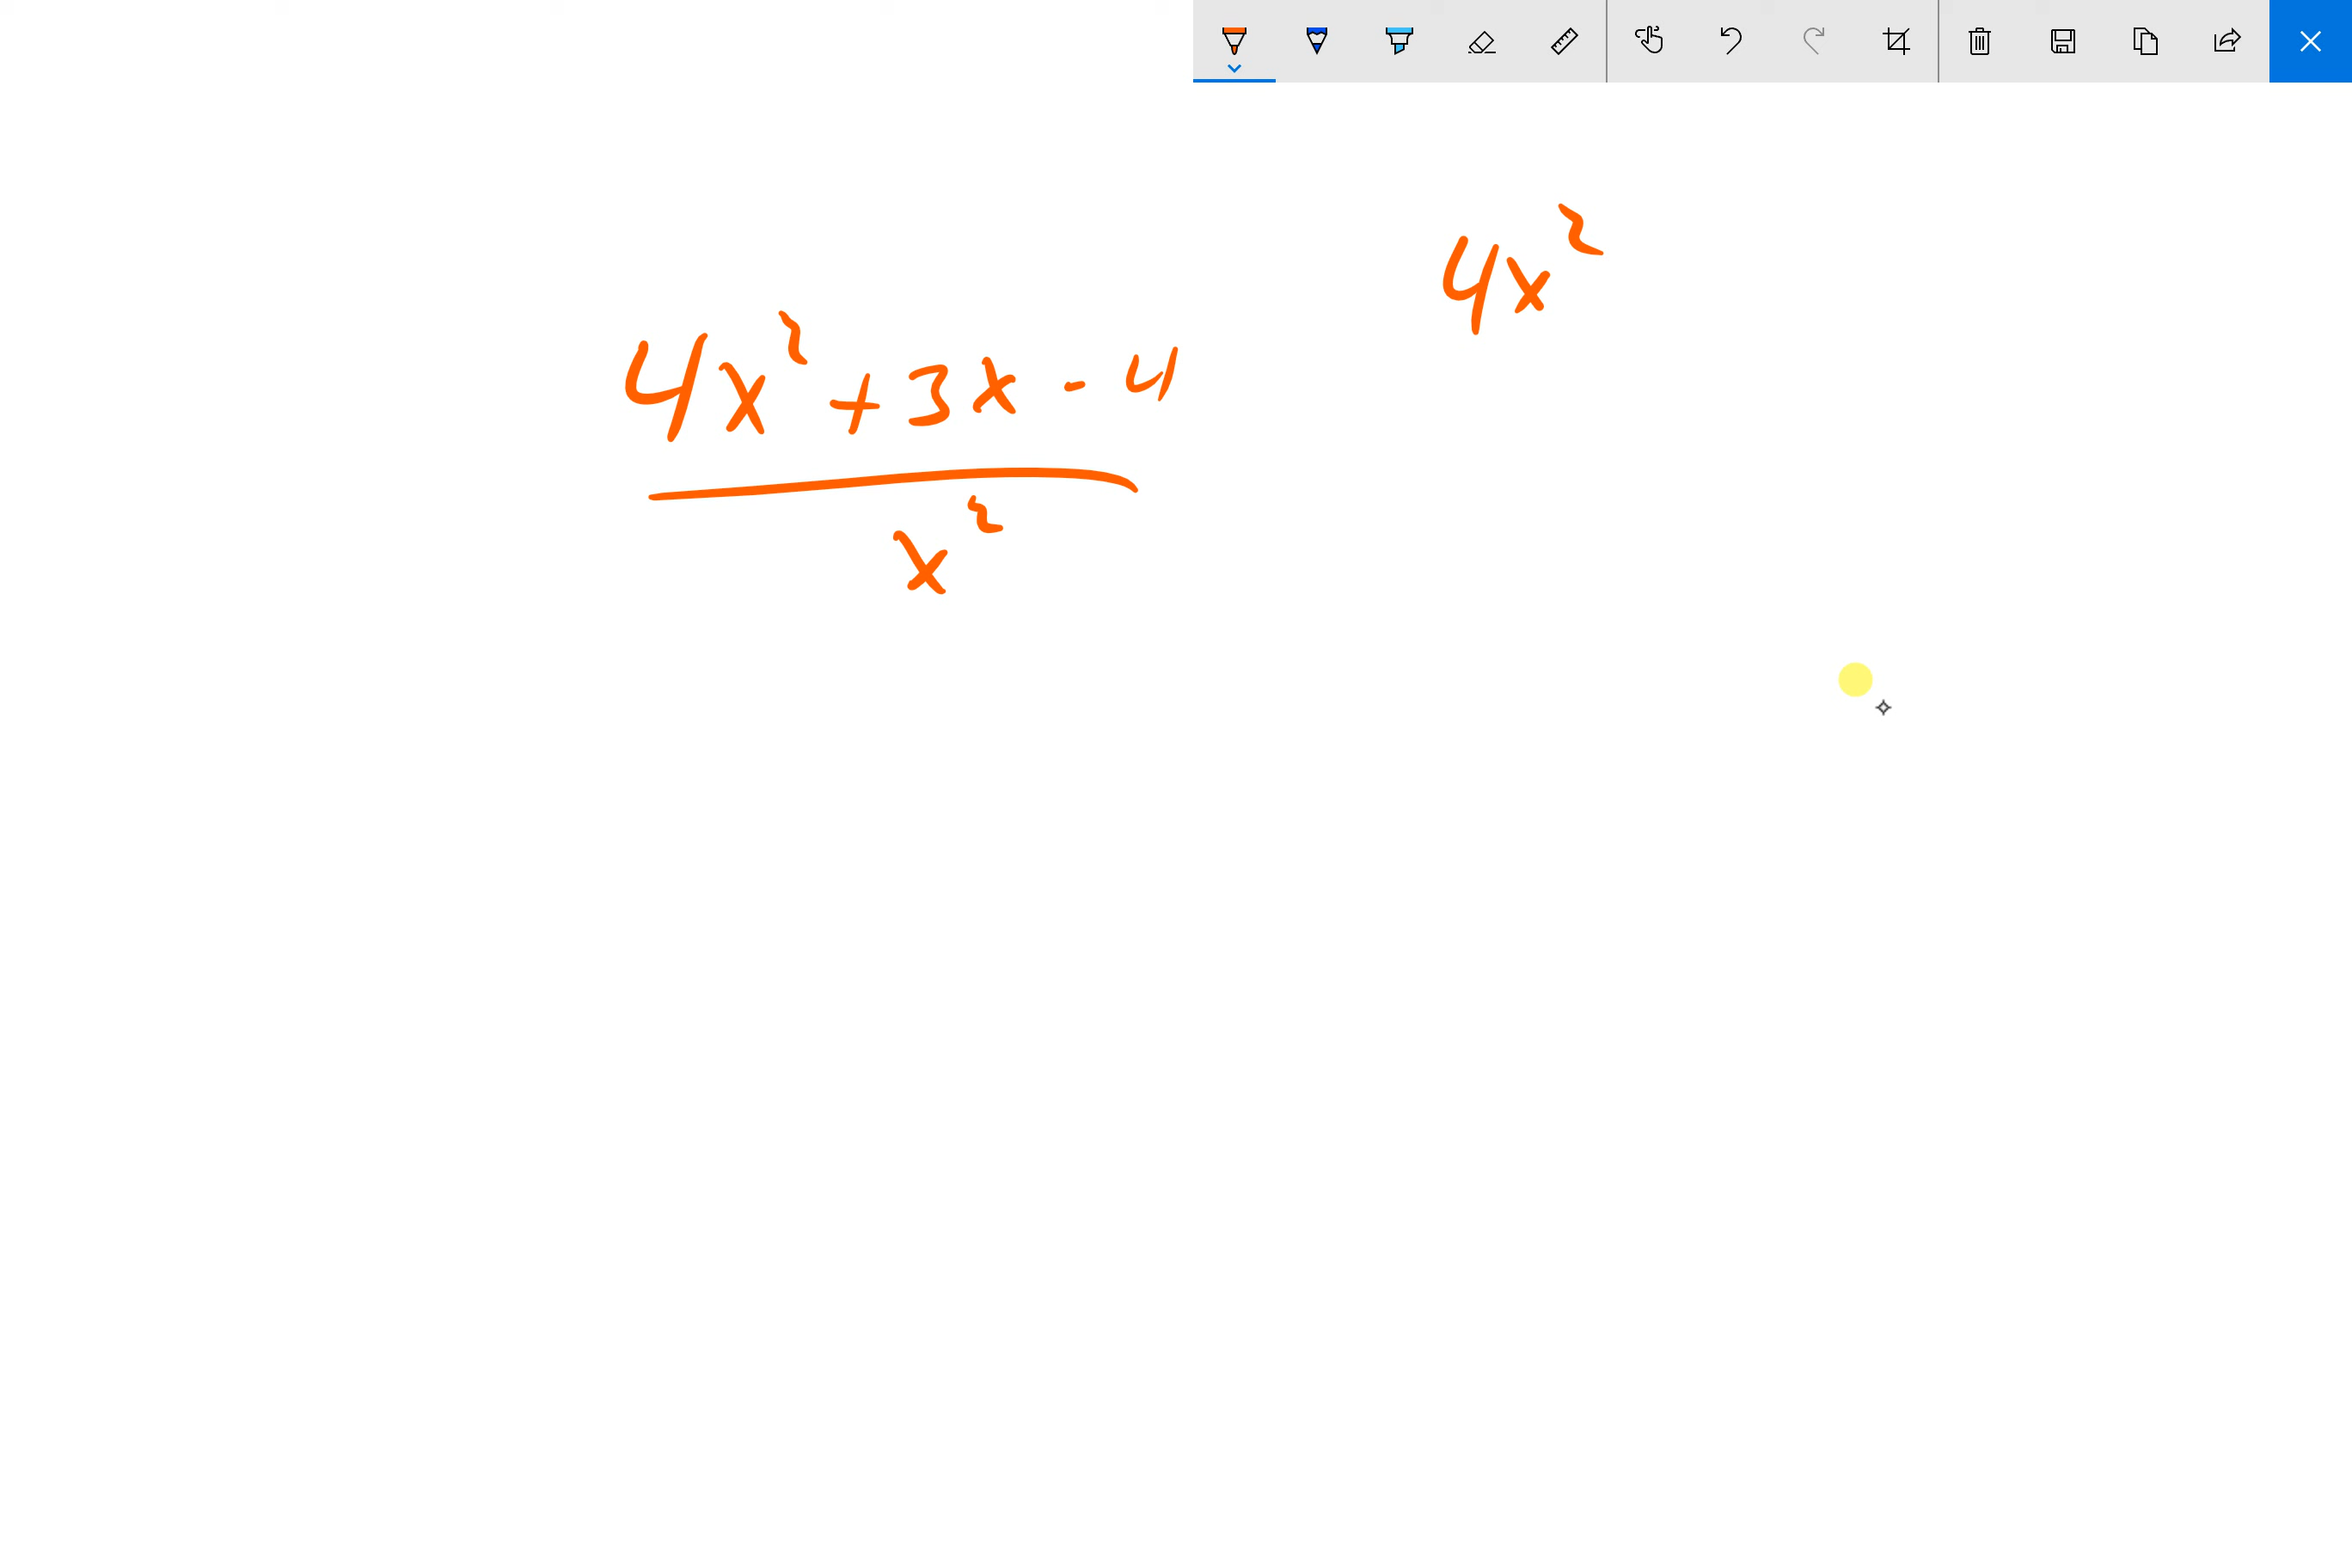 4x²
4x² + 3x - 4
x²